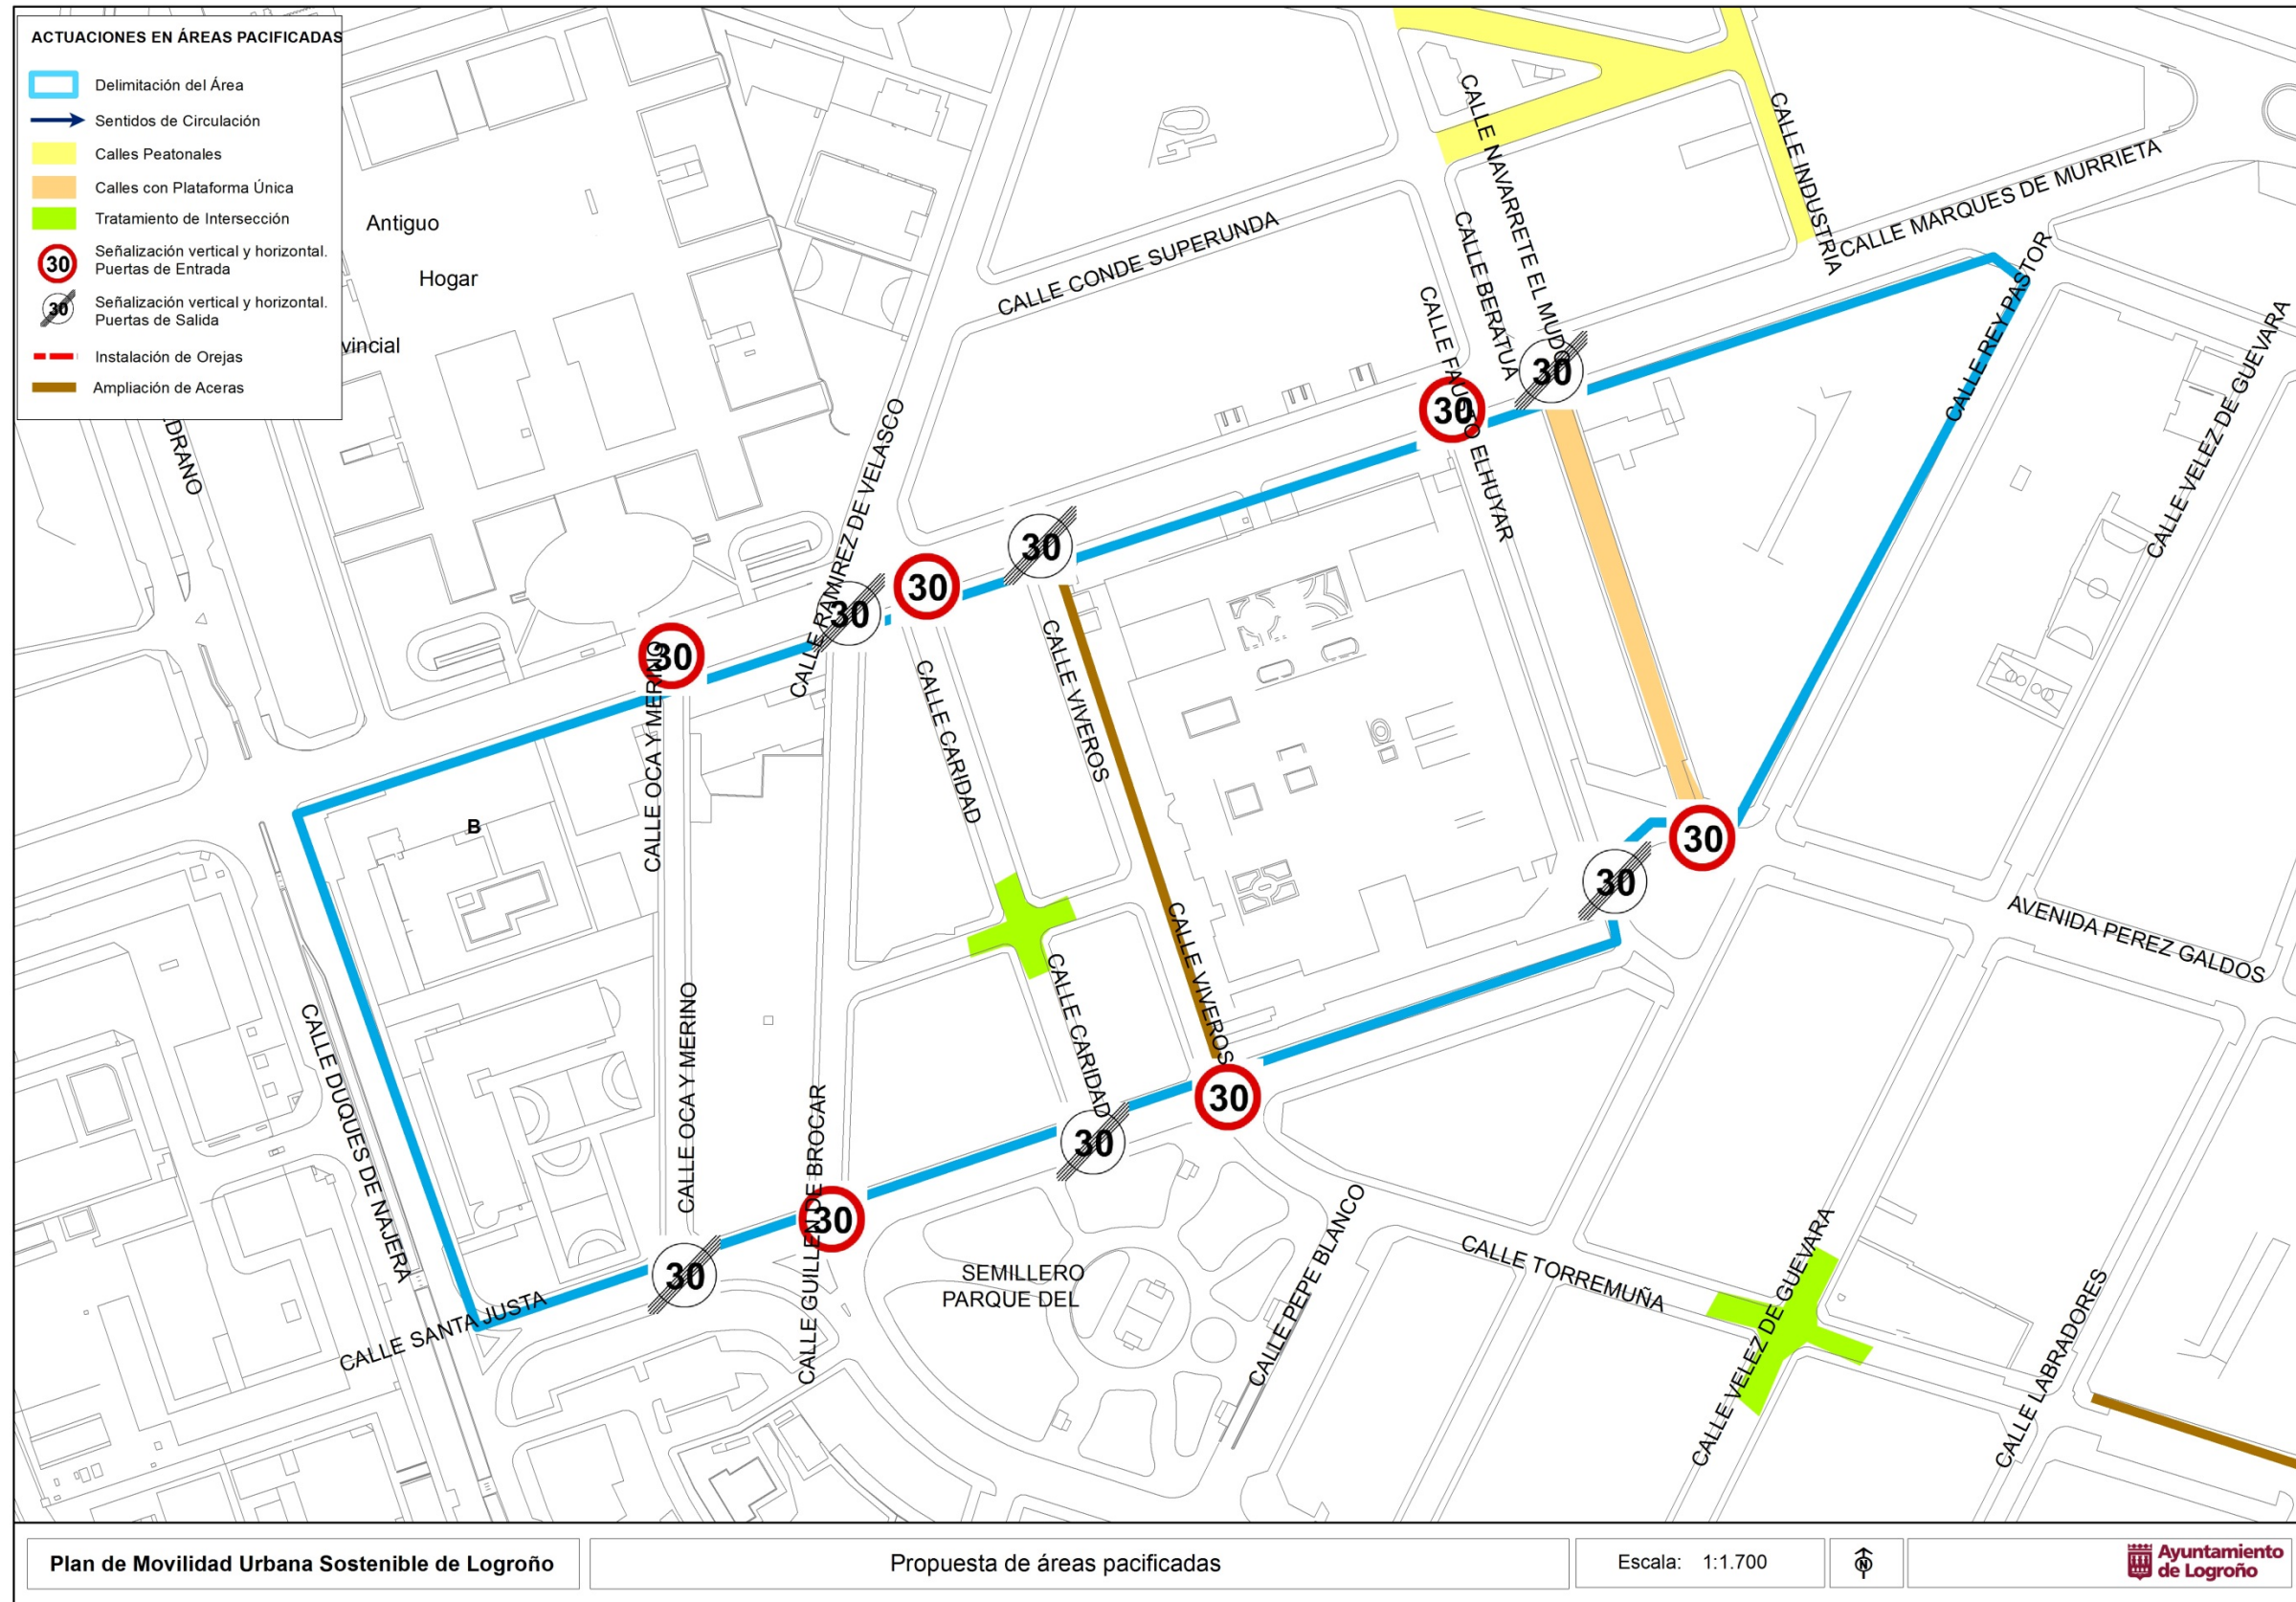 ACTUACIONES EN ÁREAS PACIFICADAS
Delimitación del Área
Sentidos de Circulación
Calles Peatonales
Calles con Plataforma Única
Tratamiento de Intersección
30
Señalización vertical y horizontal.
Puertas de Entrada
30
Señalización vertical y horizontal.
Puertas de Salida
Instalación de Orejas
Ampliación de Aceras
Antiguo
Hogar
vincial
EDRANO
CALLE CONDE SUPERUNDA
CALLE NAVARRETE EL MUDO
CALLE BERATUA
CALLE INDUSTRIA
CALLE MARQUES DE MURRIETA
CALLE REY PASTOR
CALLE VELEZ DE GUEVARA
CALLE FAUSTO ELHUYAR
CALLE RAMIREZ DE VELASCO
30
30
30
30
30
30
CALLE OCA Y MERINO
CALLE CARIDAD
CALLE VIVEROS
B
30
30
AVENIDA PEREZ GALDOS
CALLE VIVEROS
CALLE CARIDAD
CALLE OCA Y MERINO
CALLE DUQUES DE NAJERA
CALLE GUILLEN DE BROCAR
30
30
30
30
CALLE SANTA JUSTA
SEMILLERO
PARQUE DEL
CALLE PEPE BLANCO
CALLE TORREMUÑA
CALLE VELEZ DE GUEVARA
CALLE LABRADORES
Plan de Movilidad Urbana Sostenible de Logroño
Propuesta de áreas pacificadas
Escala: 1:1.700
N
Ayuntamiento
de Logroño